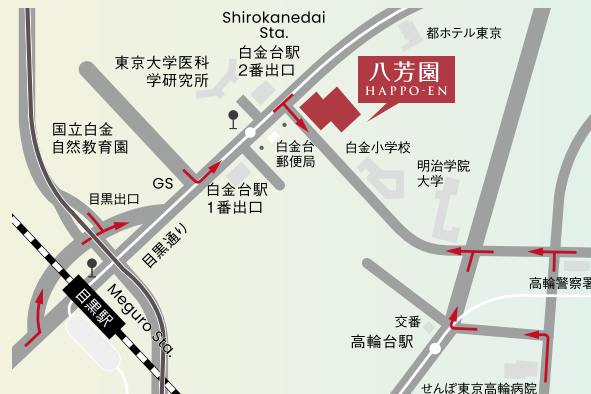 Shirokanedai
Sta.
白金台駅
2番出口
都ホテル東京
東京大学医科
学研究所
八芳園
HAPPO-EN
国立白金
自然教育園
白金台
郵便局
白金小学校
明治学院
大学
GS
白金台駅
1番出口
目黒出口
目黒通り
目黒駅
Meguro Sta.
高輪警察署
交番
高輪台駅
せんぽ東京高輪病院